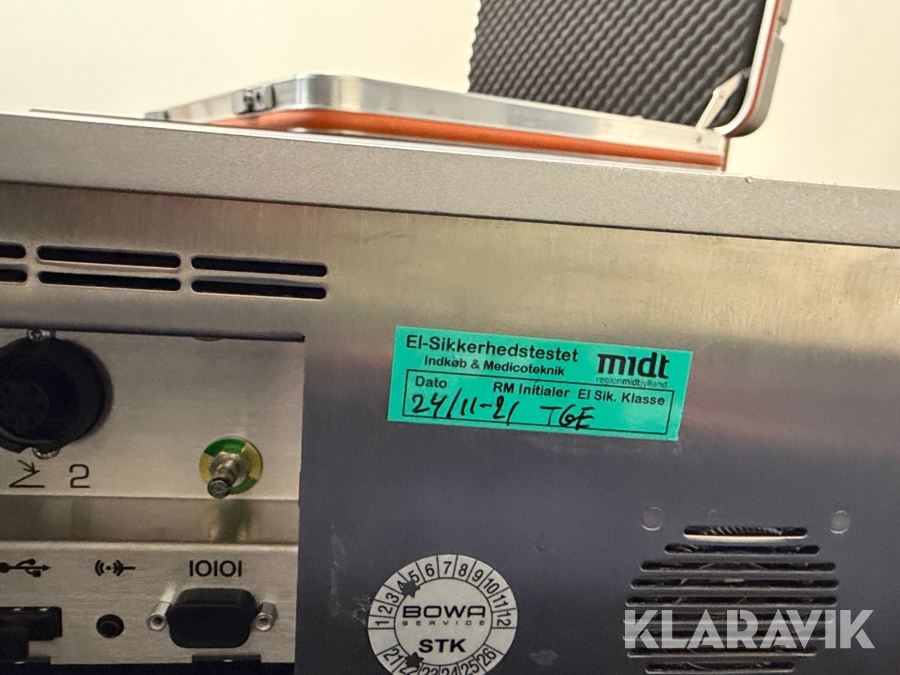 El-Sikkerhedstestet
Indkøb & Medicoteknik
midt
regionmidtjylland
Dato
RM Initialer
El Sik. Klasse
24/11-21
TGE
2
10101
1 2 3 4 5 6 7 8 9 10 11 12
BOWA
SERVICE
STK
21 22 23 24 25 26
KLARAVIK